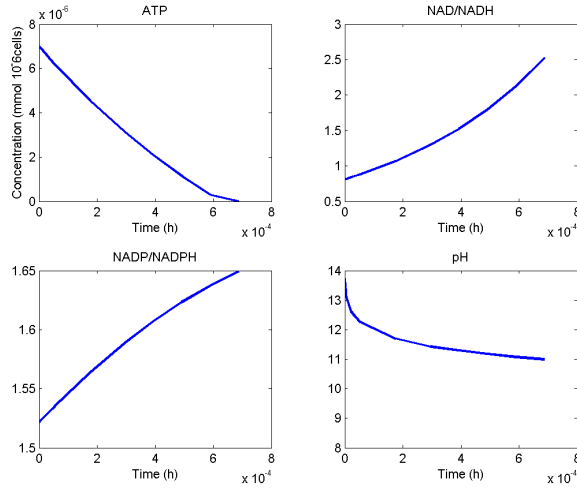 ATP
x 10⁻⁶
8
6
4
2
0
Concentration (mmol 10⁻⁶cells)
0 2 4 6 8
x 10⁻⁴
Time (h)
NAD/NADH
3
2.5
2
1.5
1
0.5
0 2 4 6 8
x 10⁻⁴
Time (h)
NADP/NADPH
1.65
1.6
1.55
1.5
0 2 4 6 8
x 10⁻⁴
Time (h)
pH
14
13
12
11
10
9
8
0 2 4 6 8
x 10⁻⁴
Time (h)